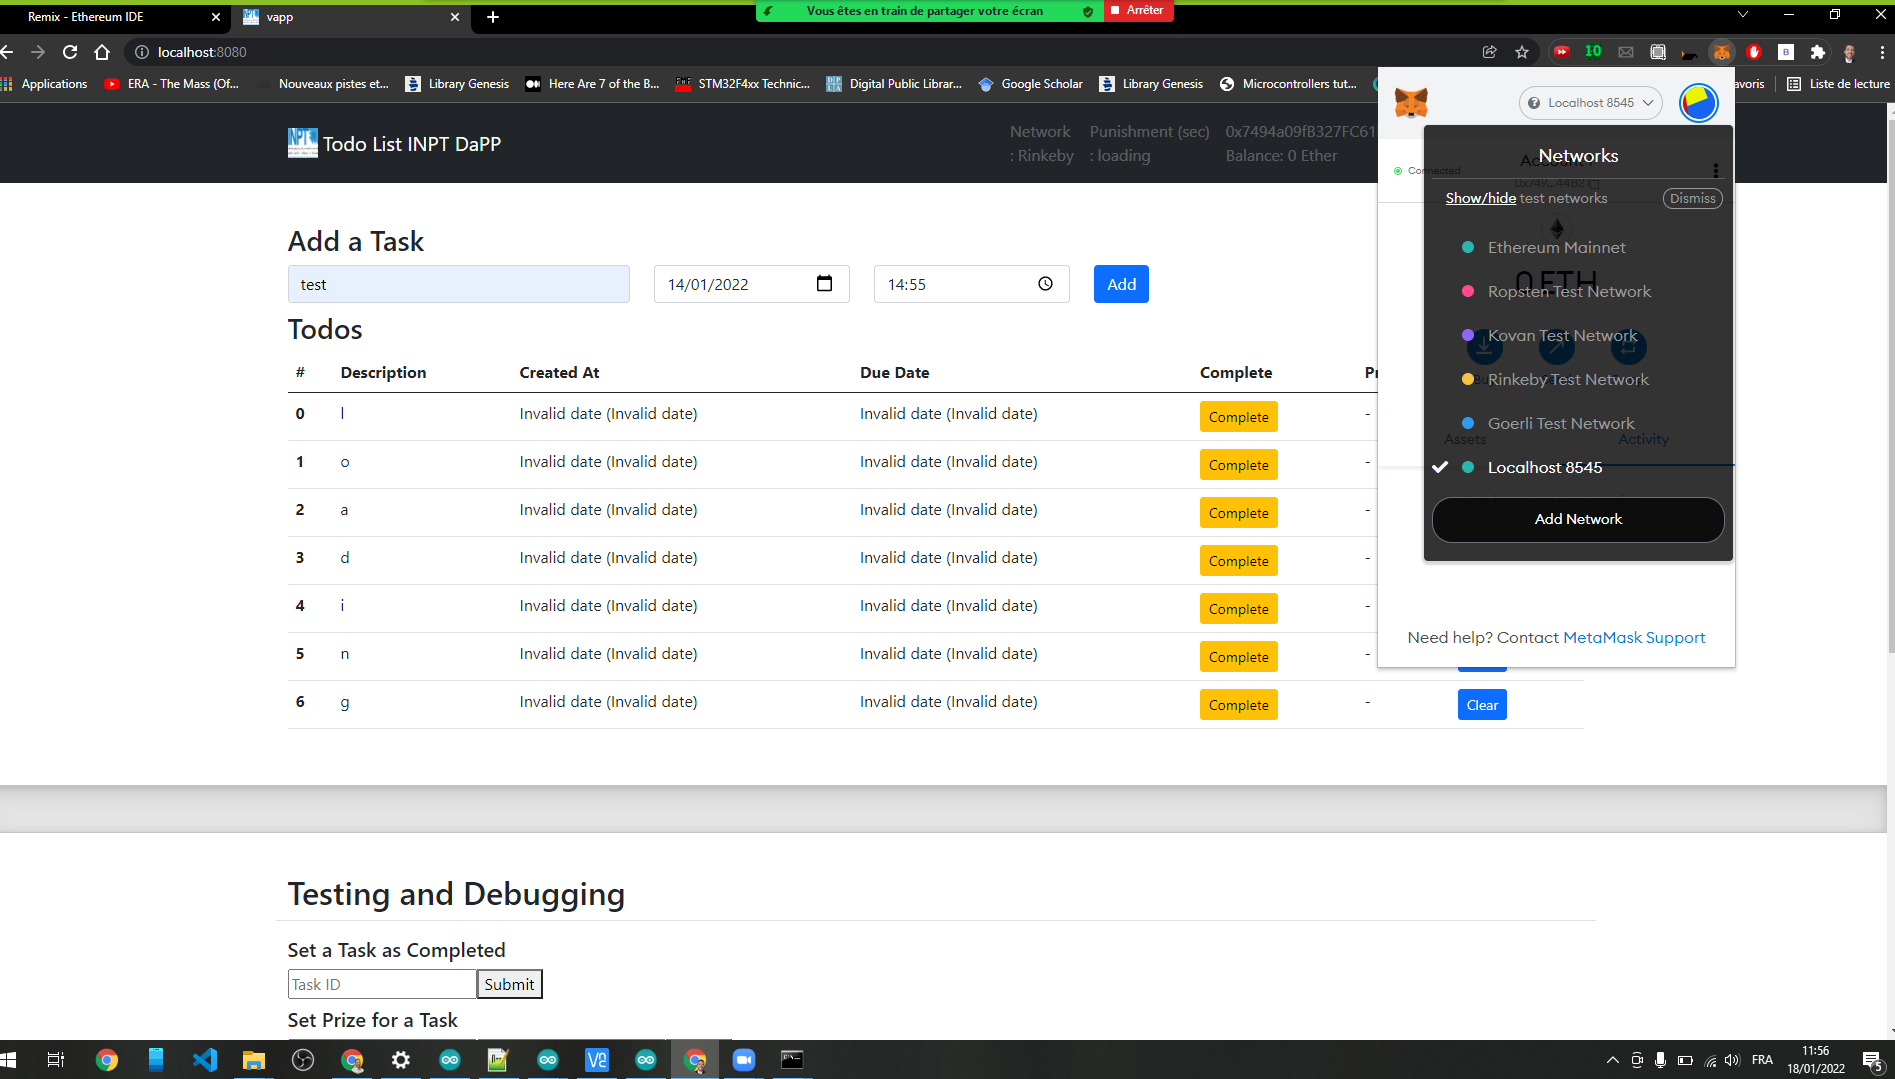 Remix - Ethereum IDE
vapp
Vous êtes en train de partager votre écran
Arrêter
localhost:8080
10
Applications
ERA - The Mass (Of...
Nouveaux pistes et...
Library Genesis
Here Are 7 of the B...
STM32F4xx Technic...
Digital Public Librar...
Google Scholar
Library Genesis
Microcontrollers tut...
avoris
Liste de lecture
Todo List INPT DaPP
Network
: Rinkeby
Punishment (sec)
: loading
0x7494a09fB327FC61
Balance: 0 Ether
Localhost 8545
Connected
Networks
Show/hide test networks
Dismiss
Ethereum Mainnet
0 ETH
Ropsten Test Network
Kovan Test Network
Rinkeby Test Network
Goerli Test Network
Assets
Activity
Localhost 8545
Add Network
Need help? Contact MetaMask Support
Add a Task
test
14/01/2022
14:55
Add
Todos
# Description Created At Due Date Complete
0 l Invalid date (Invalid date) Invalid date (Invalid date) Complete -
1 o Invalid date (Invalid date) Invalid date (Invalid date) Complete -
2 a Invalid date (Invalid date) Invalid date (Invalid date) Complete -
3 d Invalid date (Invalid date) Invalid date (Invalid date) Complete -
4 i Invalid date (Invalid date) Invalid date (Invalid date) Complete -
5 n Invalid date (Invalid date) Invalid date (Invalid date) Complete -
6 g Invalid date (Invalid date) Invalid date (Invalid date) Complete - Clear
Testing and Debugging
Set a Task as Completed
Task ID
Submit
Set Prize for a Task
FRA
11:56
18/01/2022
5